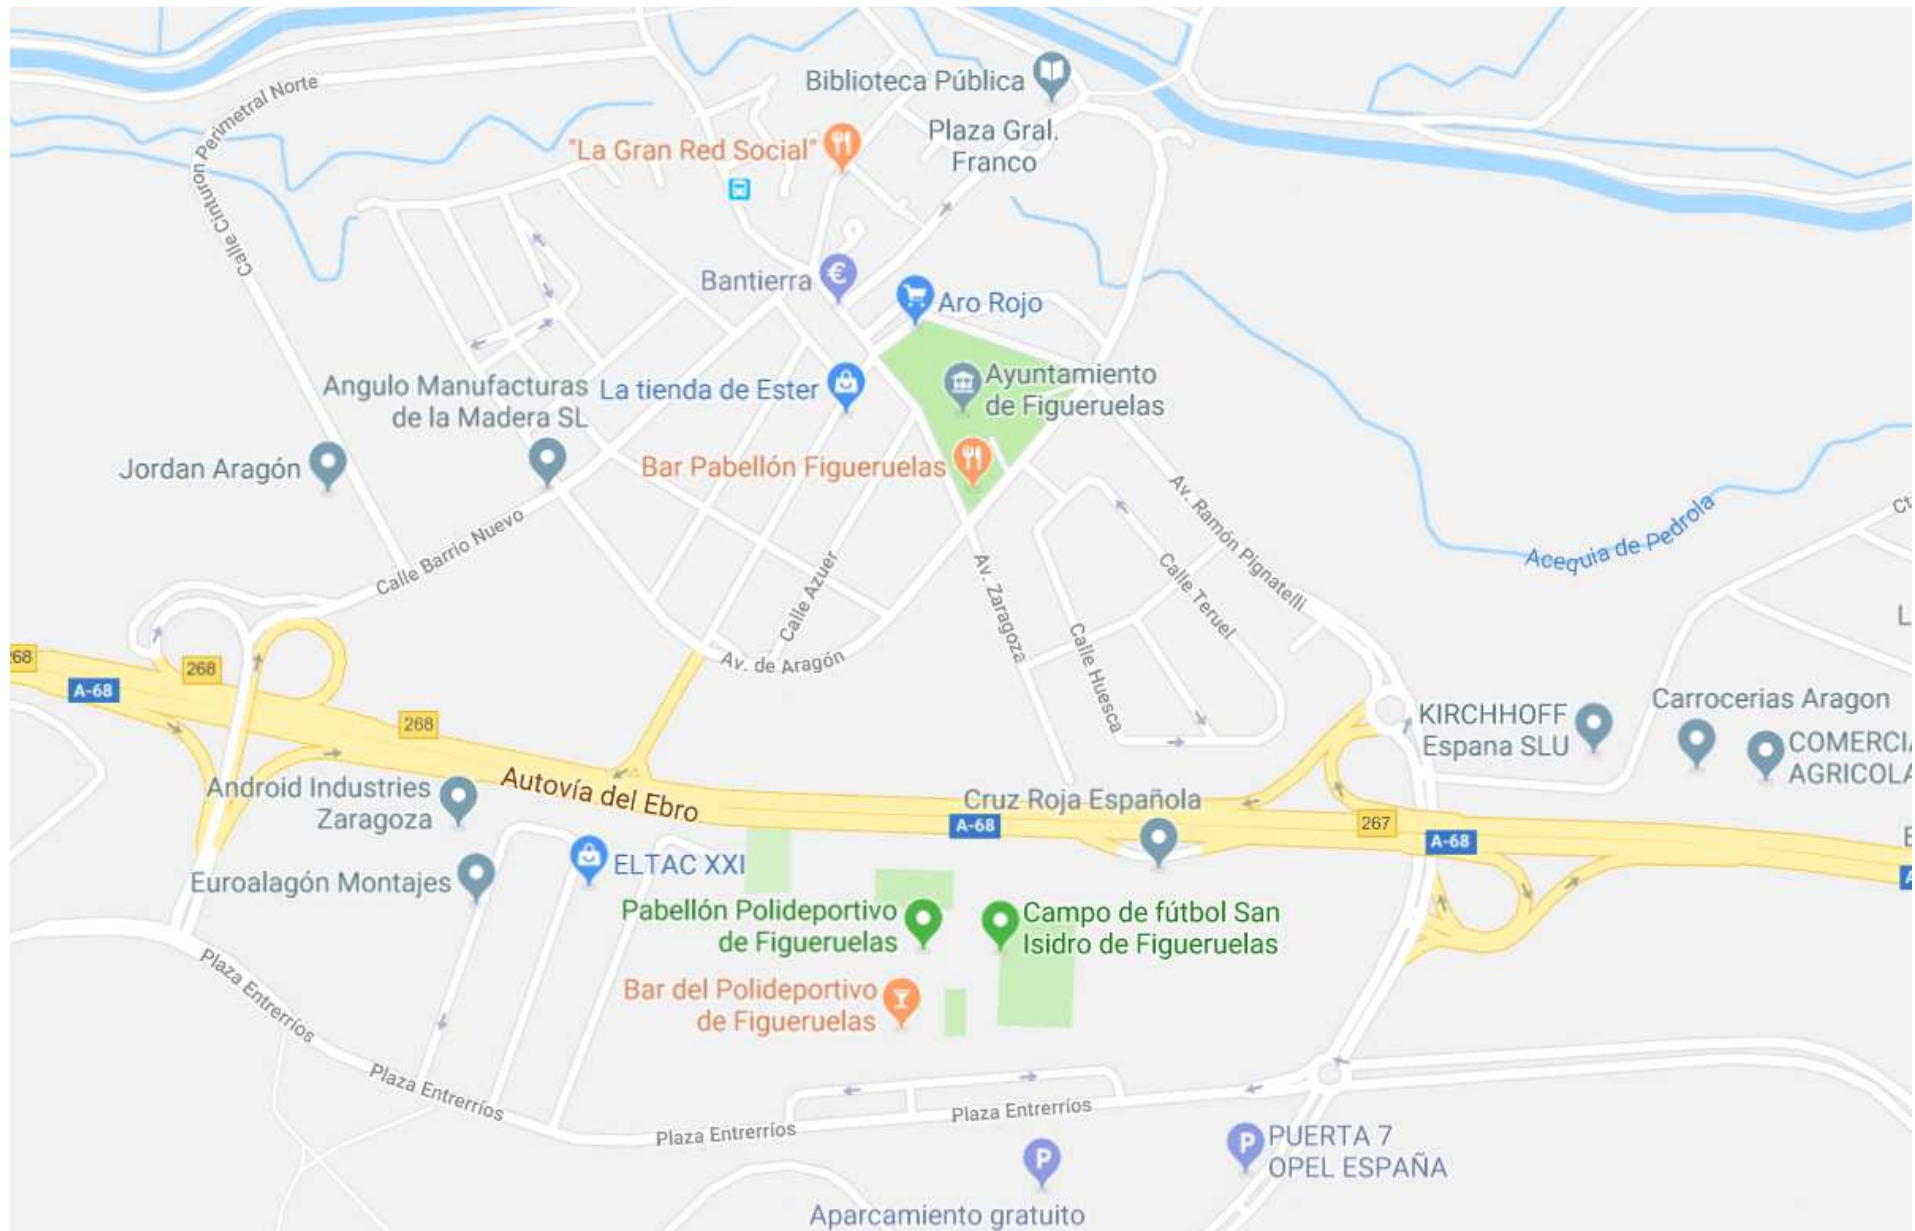 Calle Cinturon Perimetral Norte
Biblioteca Pública
Plaza Gral.
Franco
"La Gran Red Social"
Bantierra
€
Aro Rojo
Ayuntamiento
de Figueruelas
Angulo Manufacturas
de la Madera SL
La tienda de Ester
Jordan Aragón
Bar Pabellón Figueruelas
Calle Barrio Nuevo
Av. Ramón Pignatelli
Acequia de Pedrola
Calle Azuer
Av. Zaragoza
Calle Teruel
Calle Huesca
Av. de Aragón
268
A-68
268
268
KIRCHHOFF
Espana SLU
Carrocerias Aragon
COMERCIA
AGRICOLA
Android Industries
Zaragoza
Autovía del Ebro
Cruz Roja Española
A-68
267
A-68
ELTAC XXI
Euroalagón Montajes
Pabellón Polideportivo
de Figueruelas
Campo de fútbol San
Isidro de Figueruelas
Bar del Polideportivo
de Figueruelas
Plaza Entrerríos
Plaza Entrerríos
Plaza Entrerríos
Plaza Entrerríos
P
PUERTA 7
OPEL ESPAÑA
P
Aparcamiento gratuito